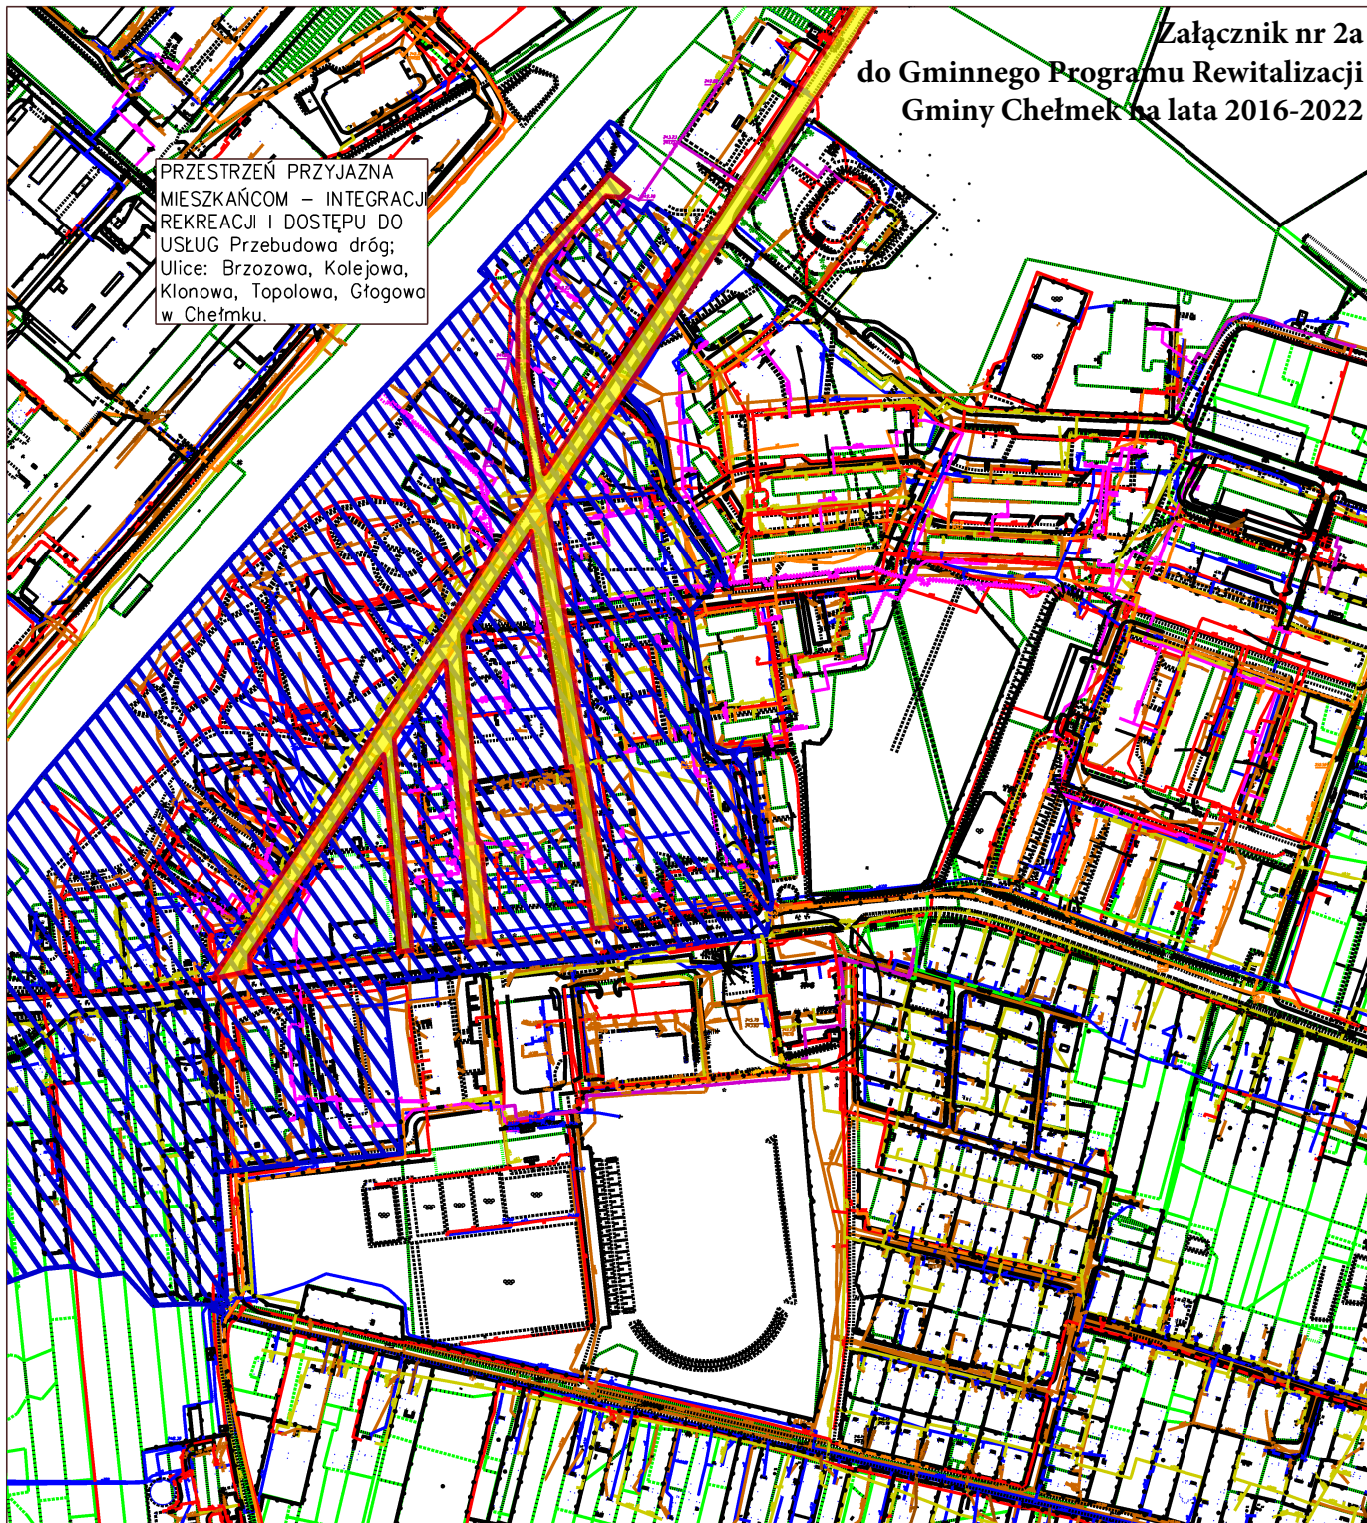 Załącznik nr 2a
do Gminnego Programu Rewitalizacji
Gminy Chełmek na lata 2016-2022
PRZESTRZEŃ PRZYJAZNA
MIESZKAŃCOM – INTEGRACJI
REKREACJI I DOSTĘPU DO
USŁUG Przebudowa dróg;
Ulice: Brzozowa, Kolejowa,
Klonowa, Topolowa, Głogowa
w Chełmku.